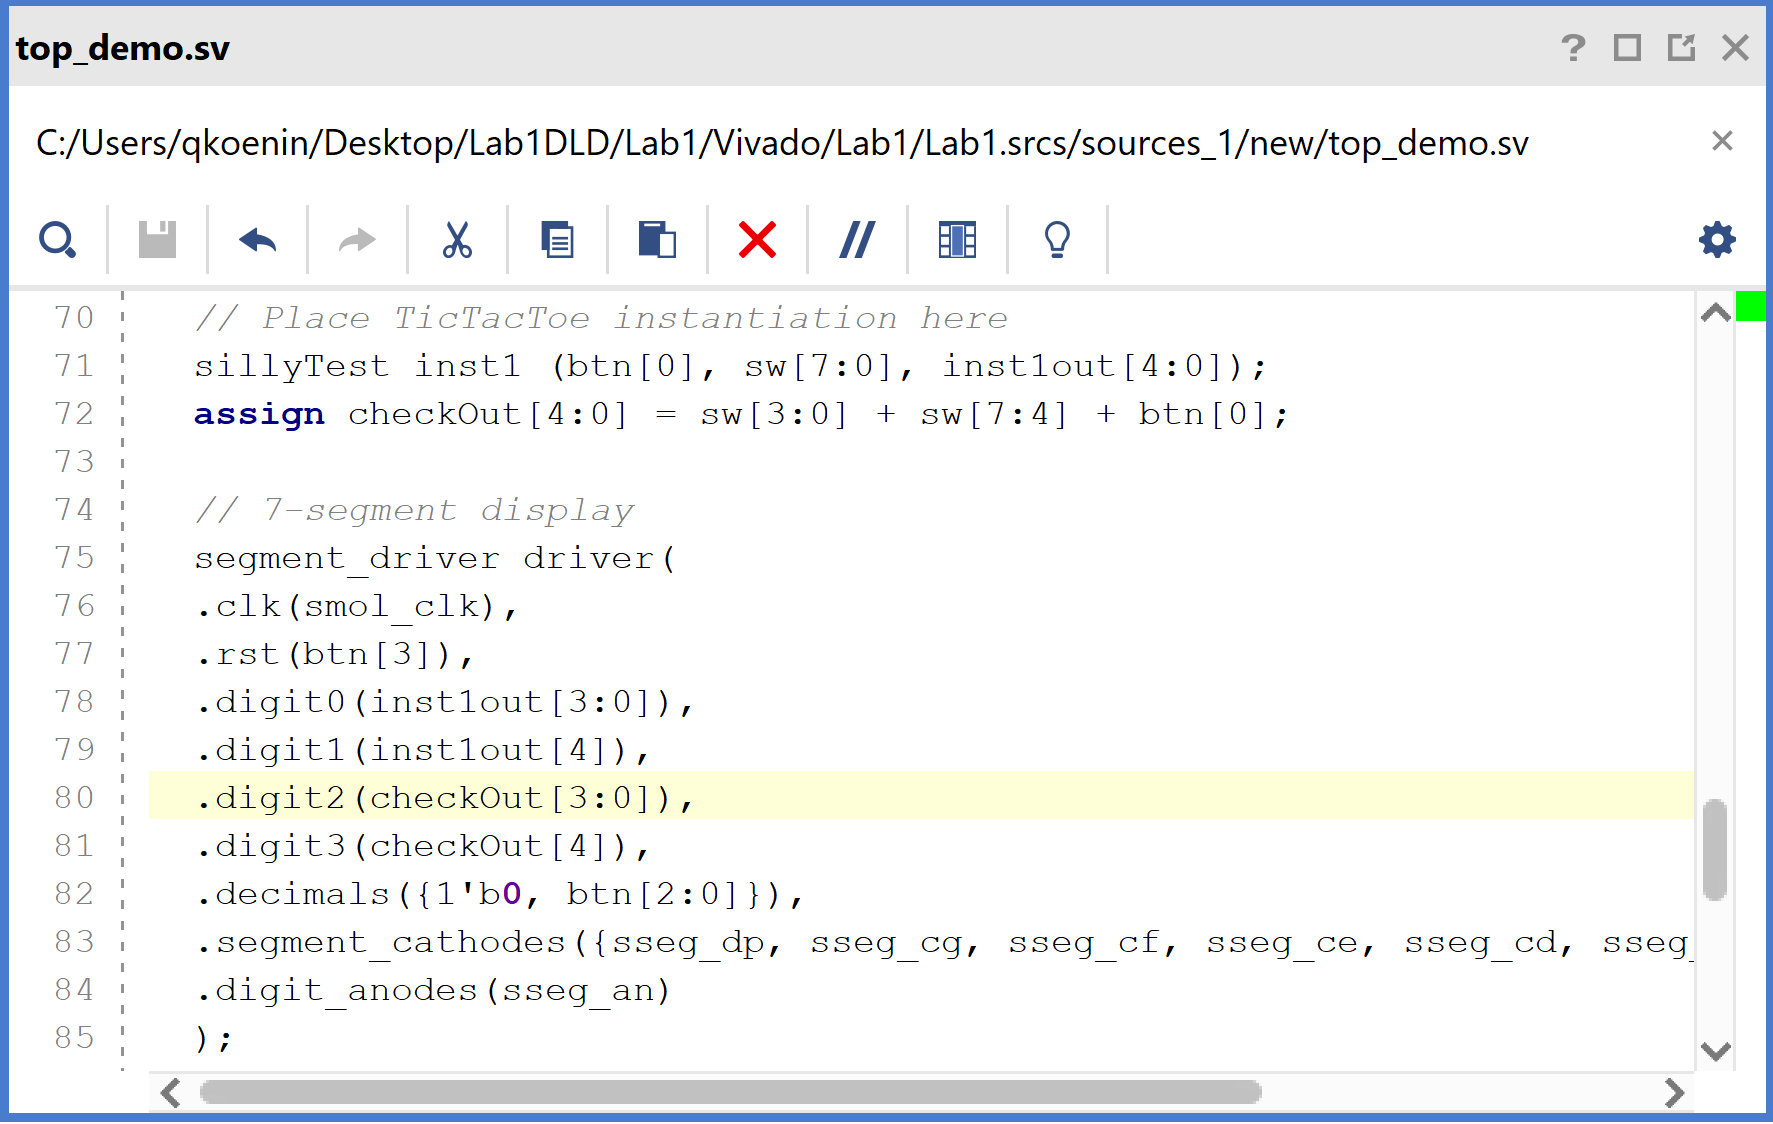 top_demo.sv
C:/Users/qkoenin/Desktop/Lab1DLD/Lab1/Vivado/Lab1/Lab1.srcs/sources_1/new/top_demo.sv
70 // Place TicTacToe instantiation here
71 sillyTest inst1 (btn[0], sw[7:0], inst1out[4:0]);
72 assign checkOut[4:0] = sw[3:0] + sw[7:4] + btn[0];
73
74 // 7-segment display
75 segment_driver driver(
76 .clk(smol_clk),
77 .rst(btn[3]),
78 .digit0(inst1out[3:0]),
79 .digit1(inst1out[4]),
80 .digit2(checkOut[3:0]),
81 .digit3(checkOut[4]),
82 .decimals({1'b0, btn[2:0]}),
83 .segment_cathodes({sseg_dp, sseg_cg, sseg_cf, sseg_ce, sseg_cd, sseg_
84 .digit_anodes(sseg_an)
85 );